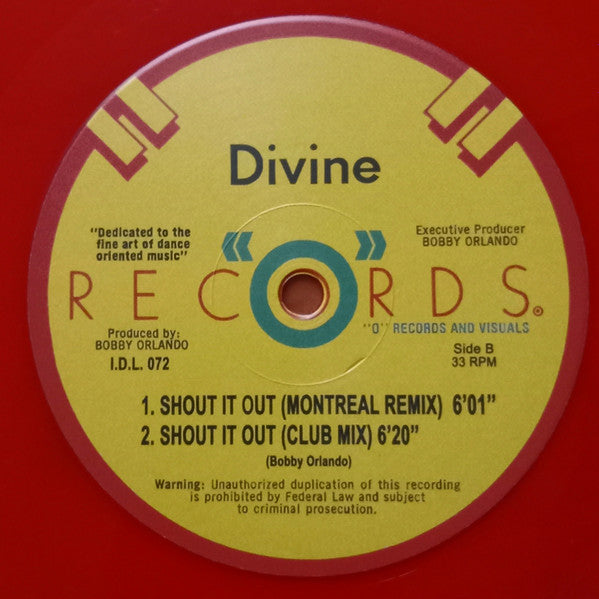 Divine
"Dedicated to the
fine art of dance
oriented music"
Executive Producer
BOBBY ORLANDO
REC"O"RDS®
"O" RECORDS AND VISUALS
Produced by:
BOBBY ORLANDO
I.D.L. 072
Side B
33 RPM
1. SHOUT IT OUT (MONTREAL REMIX) 6'01"
2. SHOUT IT OUT (CLUB MIX) 6'20"
(Bobby Orlando)
Warning: Unauthorized duplication of this recording
is prohibited by Federal Law and subject
to criminal prosecution.